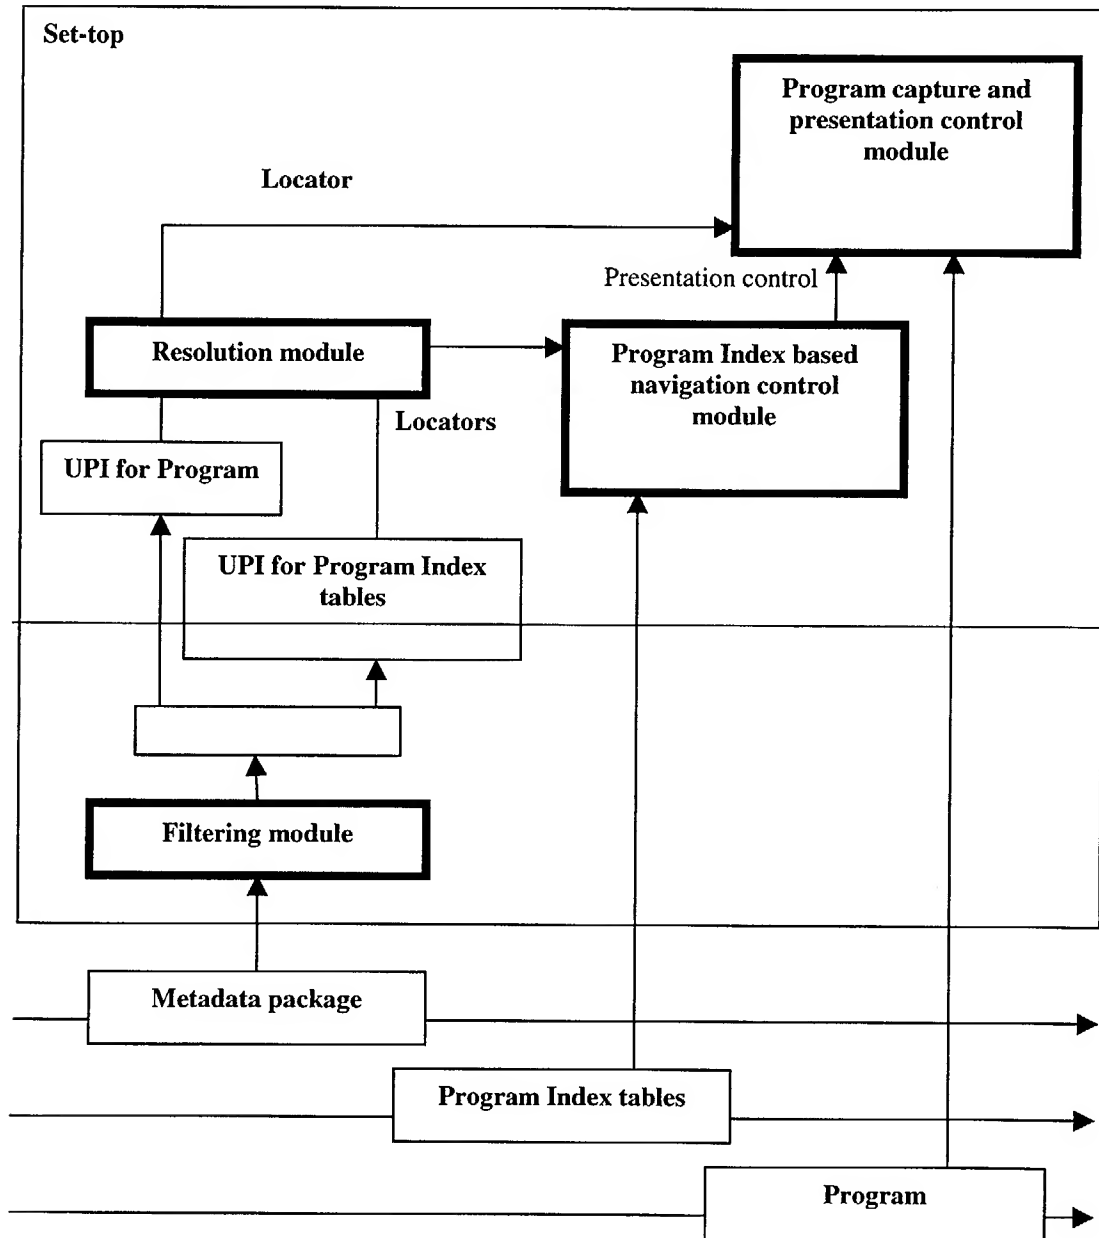 Set-top
Program capture and
presentation control
module
Locator
Presentation control
Resolution module
Program Index based
navigation control
module
Locators
UPI for Program
UPI for Program Index
tables
Filtering module
Metadata package
Program Index tables
Program